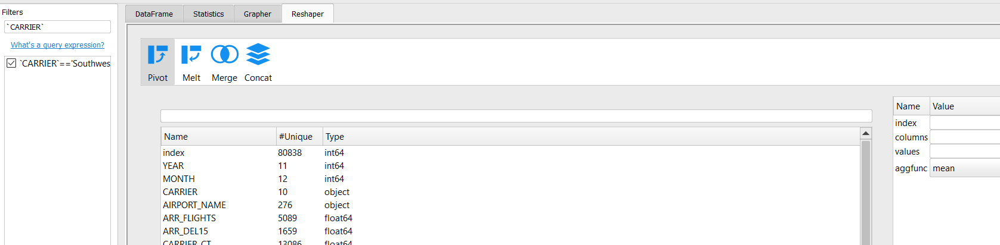 Filters
`CARRIER`
What's a query expression?
`CARRIER`=='Southwes
DataFrame Statistics Grapher Reshaper
Pivot Melt Merge Concat
Name #Unique Type
index 80838 int64
YEAR 11 int64
MONTH 12 int64
CARRIER 10 object
AIRPORT_NAME 276 object
ARR_FLIGHTS 5089 float64
ARR_DEL15 1659 float64
CARRIER_CT 13086 float64
Name Value
index
columns
values
aggfunc mean